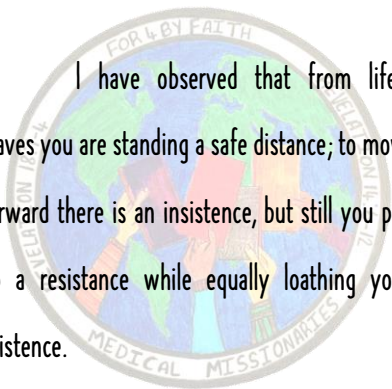 FOR & BY FAITH
I have observed that from life
aves you are standing a safe distance; to mov
rward there is an insistence, but still you p
a resistance while equally loathing yo
istence.
MEDICAL MISSIONARIES